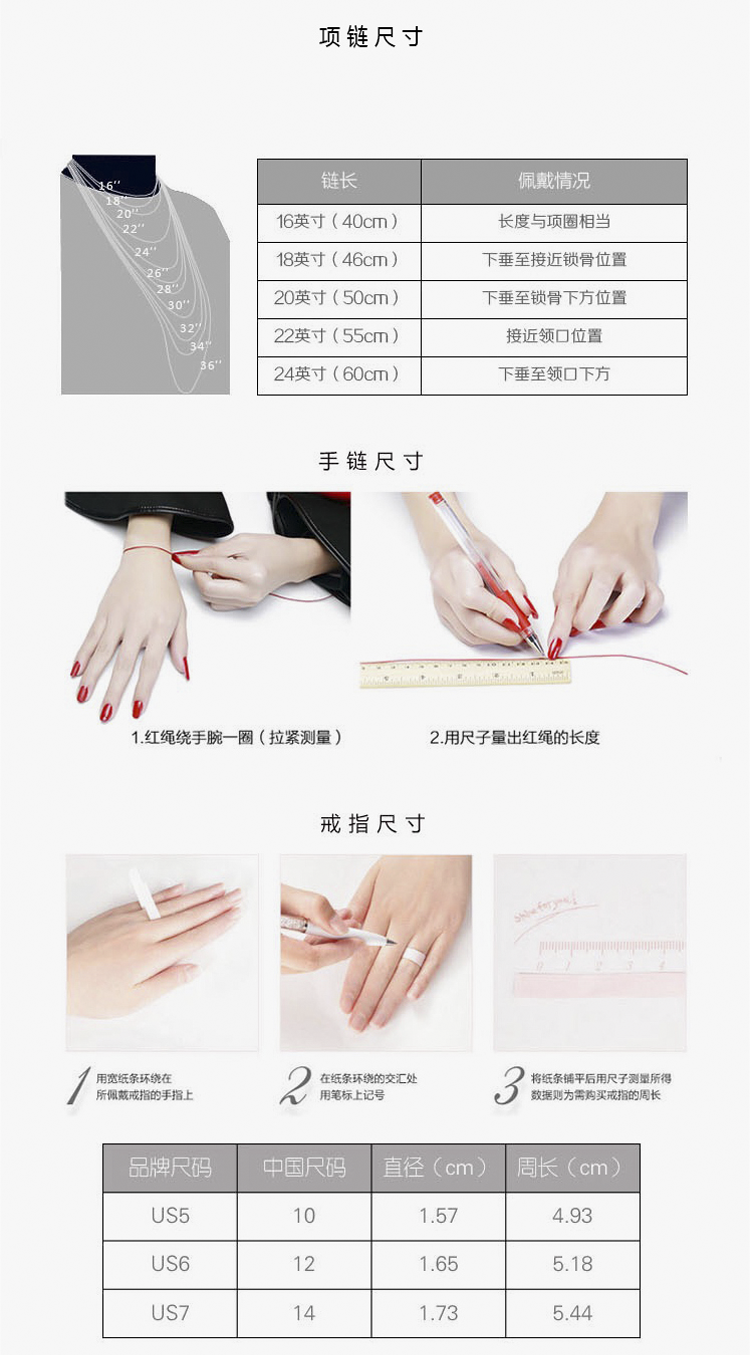 项链尺寸
16’’
18’’
20’’
22’’
24’’
26’’
28’’
30’’
32’’
34’’
36’’
链长 佩戴情况
16英寸（40cm） 长度与项圈相当
18英寸（46cm） 下垂至接近锁骨位置
20英寸（50cm） 下垂至锁骨下方位置
22英寸（55cm） 接近领口位置
24英寸（60cm） 下垂至领口下方
手链尺寸
1.红绳绕手腕一圈（拉紧测量）
2.用尺子量出红绳的长度
戒指尺寸
Shine for you!
0 1 2 3 4
1 用宽纸条环绕在
所佩戴戒指的手指上
2 在纸条环绕的交汇处
用笔标上记号
3 将纸条铺平后用尺子测量所得
数据则为需购买戒指的周长
品牌尺码 中国尺码 直径（cm） 周长（cm）
US5 10 1.57 4.93
US6 12 1.65 5.18
US7 14 1.73 5.44